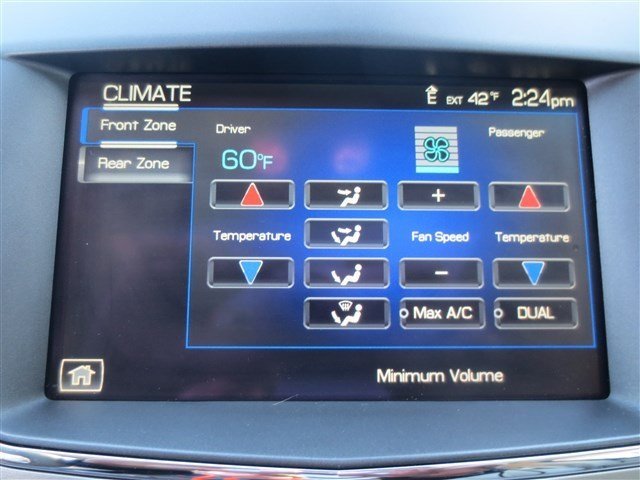 CLIMATE E EXT 42°F 2:24pm
Front Zone Driver Passenger
Rear Zone 60°F
+
Temperature Fan Speed Temperature
−
Max A/C DUAL
Minimum Volume